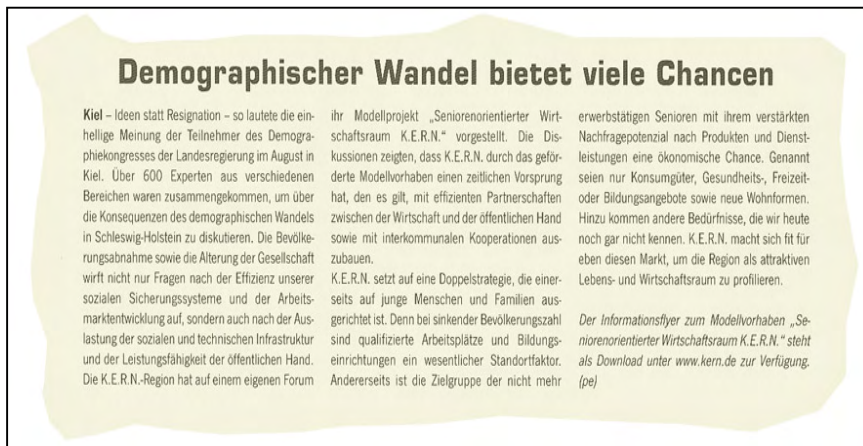 Demographischer Wandel bietet viele Chancen
Kiel – Ideen statt Resignation – so lautete die ein-
hellige Meinung der Teilnehmer des Demogra-
phiekongresses der Landesregierung im August in
Kiel. Über 600 Experten aus verschiedenen
Bereichen waren zusammengekommen, um über
die Konsequenzen des demographischen Wandels
in Schleswig-Holstein zu diskutieren. Die Bevölke-
rungsabnahme sowie die Alterung der Gesellschaft
wirft nicht nur Fragen nach der Effizienz unserer
sozialen Sicherungssysteme und der Arbeits-
marktentwicklung auf, sondern auch nach der Aus-
lastung der sozialen und technischen Infrastruktur
und der Leistungsfähigkeit der öffentlichen Hand.
Die K.E.R.N.-Region hat auf einem eigenen Forum
ihr Modellprojekt „Seniorenorientierter Wirt-
schaftsraum K.E.R.N.“ vorgestellt. Die Dis-
kussionen zeigten, dass K.E.R.N. durch das geför-
derte Modellvorhaben einen zeitlichen Vorsprung
hat, den es gilt, mit effizienten Partnerschaften
zwischen der Wirtschaft und der öffentlichen Hand
sowie mit interkommunalen Kooperationen aus-
zubauen.
K.E.R.N. setzt auf eine Doppelstrategie, die einer-
seits auf junge Menschen und Familien aus-
gerichtet ist. Denn bei sinkender Bevölkerungszahl
sind qualifizierte Arbeitsplätze und Bildungs-
einrichtungen ein wesentlicher Standortfaktor.
Andererseits ist die Zielgruppe der nicht mehr
erwerbstätigen Senioren mit ihrem verstärkten
Nachfragepotenzial nach Produkten und Dienst-
leistungen eine ökonomische Chance. Genannt
seien nur Konsumgüter, Gesundheits-, Freizeit-
oder Bildungsangebote sowie neue Wohnformen.
Hinzu kommen andere Bedürfnisse, die wir heute
noch gar nicht kennen. K.E.R.N. macht sich fit für
eben diesen Markt, um die Region als attraktiven
Lebens- und Wirtschaftsraum zu profilieren.
Der Informationsflyer zum Modellvorhaben „Se-
niorenorientierter Wirtschaftsraum K.E.R.N.“ steht
als Download unter www.kern.de zur Verfügung.
(pe)